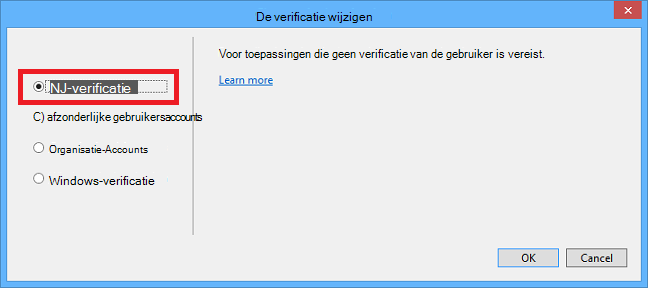 De verificatie wijzigen
Voor toepassingen die geen verificatie van de gebruiker is vereist.
Learn more
NJ-verificatie
C) afzonderlijke gebruikersaccounts
Organisatie-Accounts
Windows-verificatie
OK
Cancel